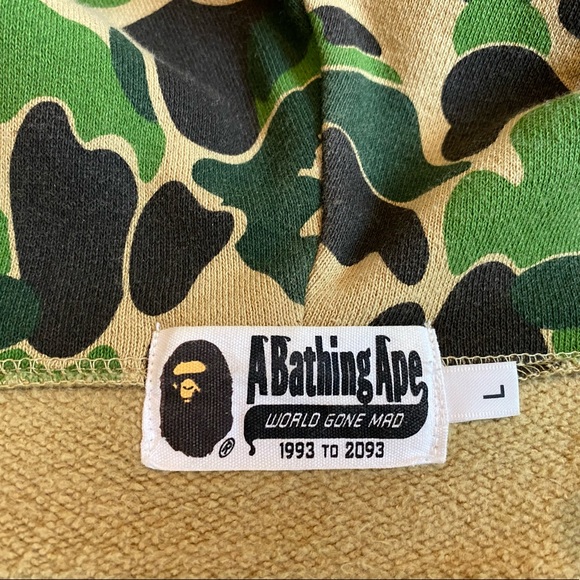 A Bathing Ape
WORLD GONE MAD
1993 TO 2093
®
L